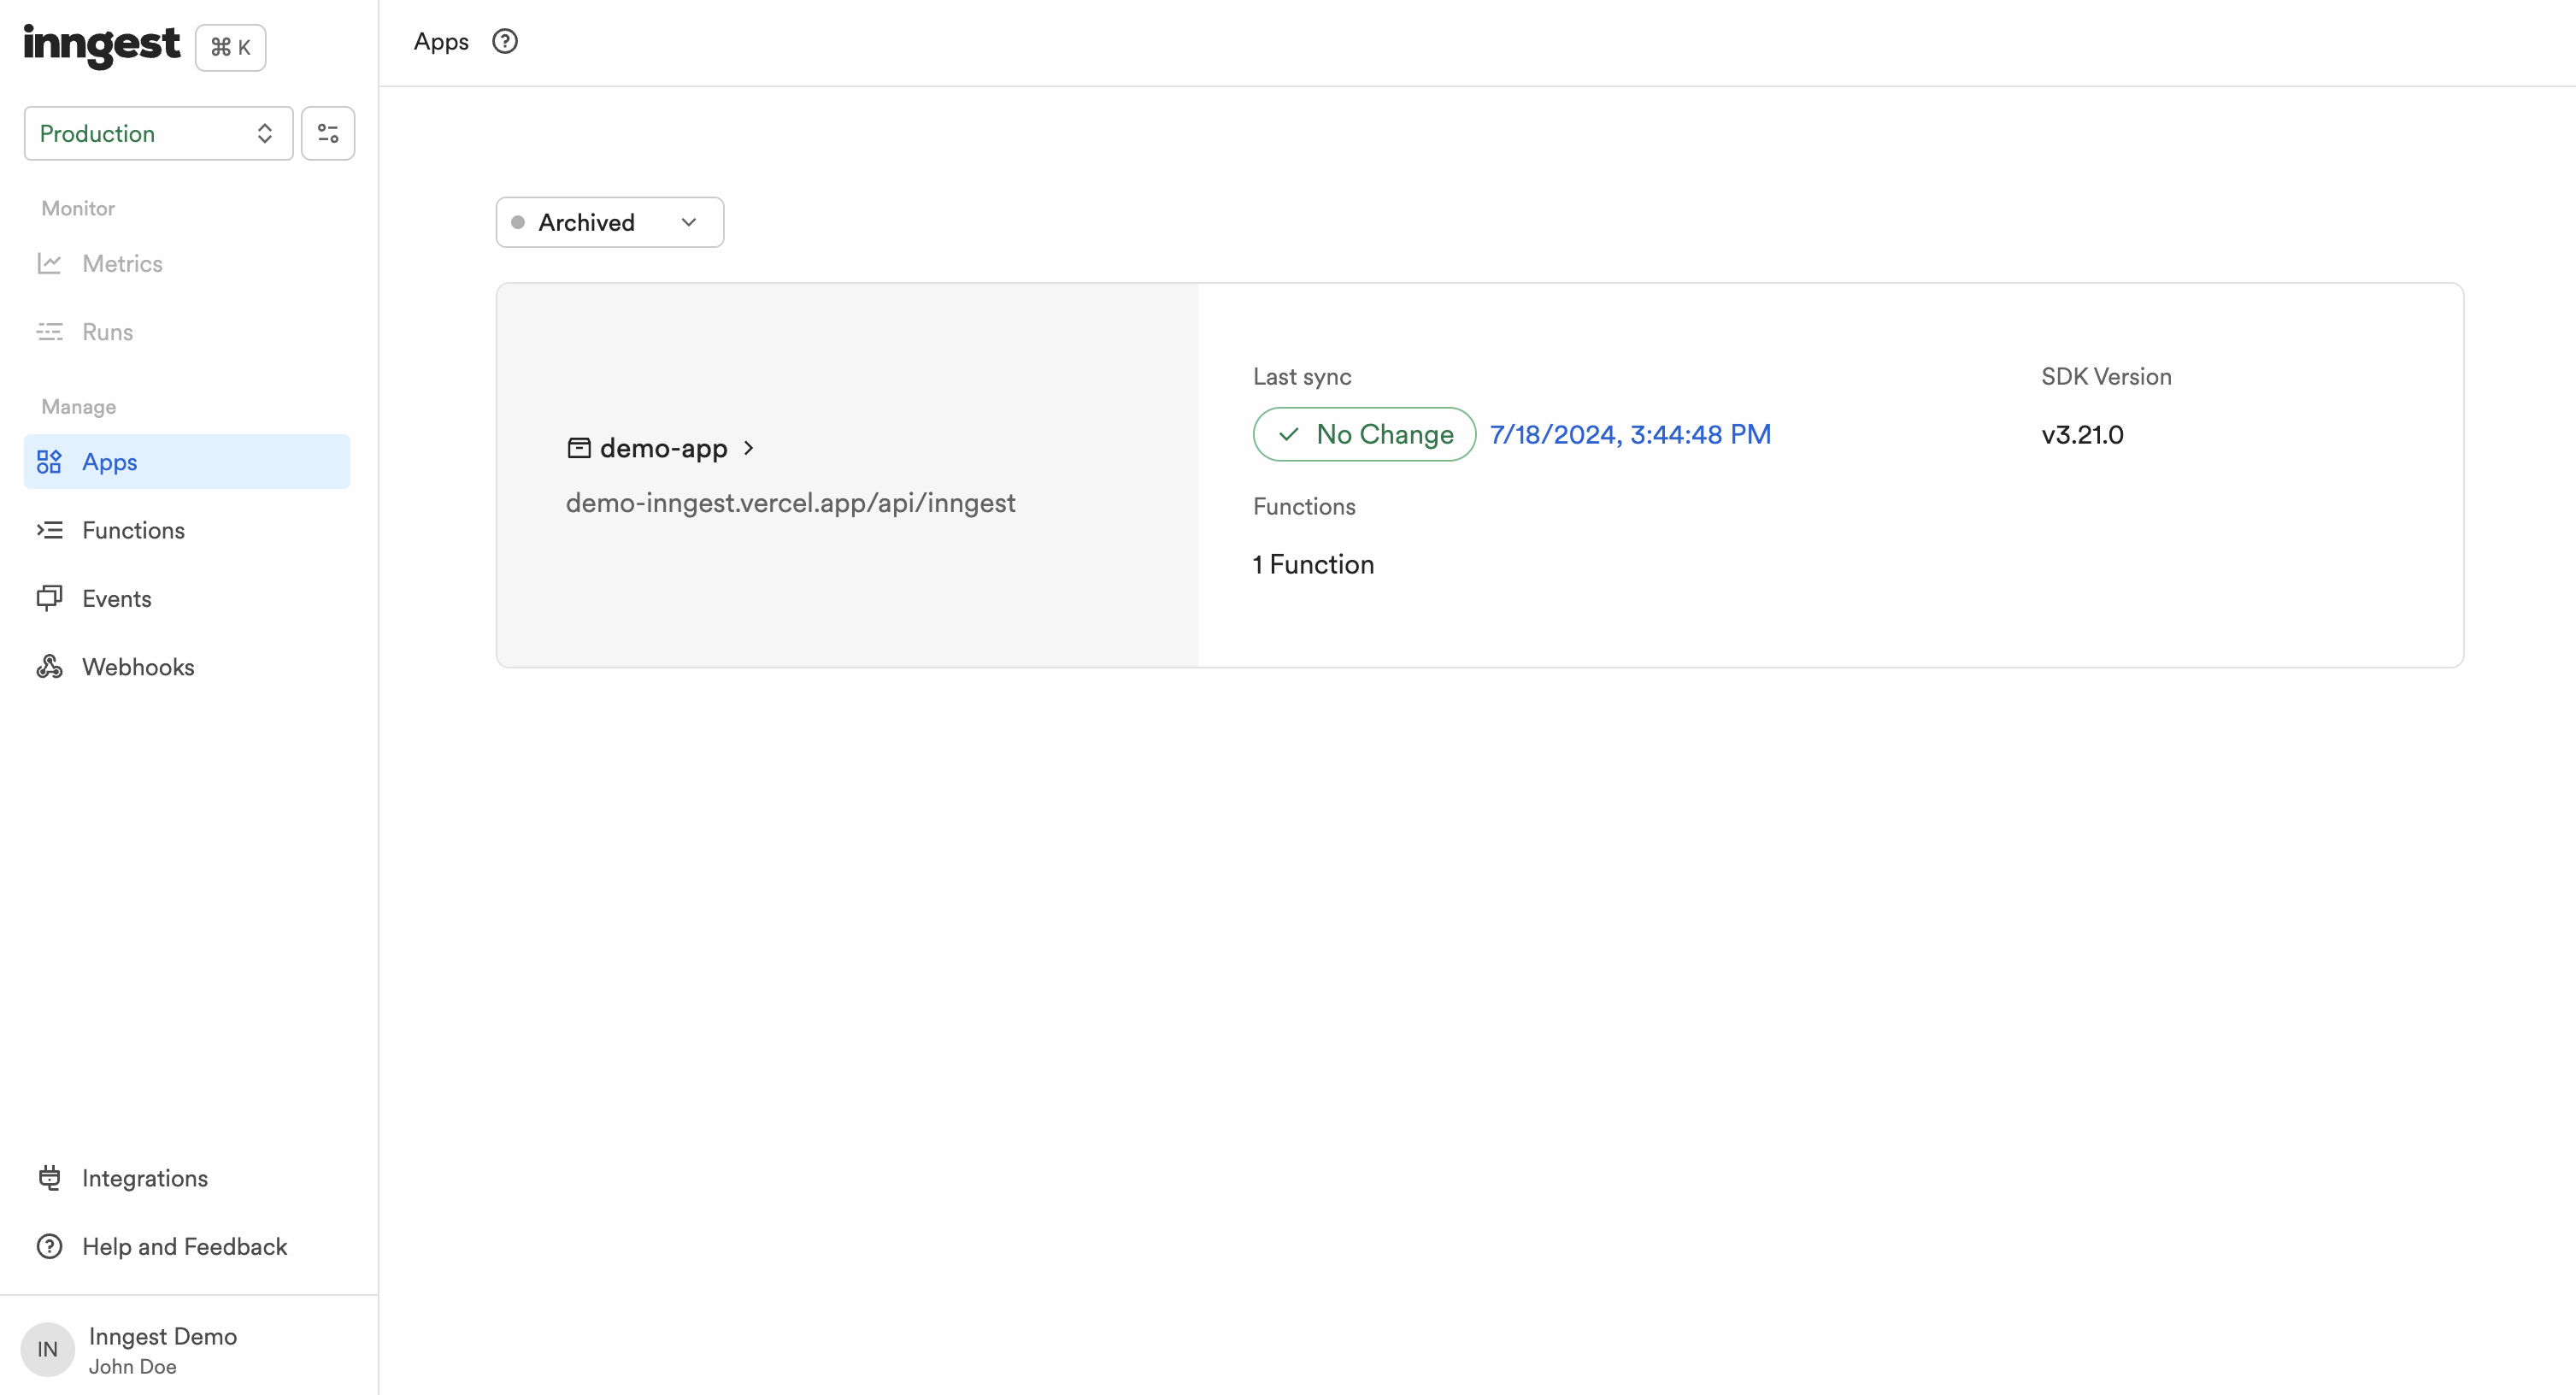 inngest
⌘ K
Production
Monitor
Metrics
Runs
Manage
Apps
Functions
Events
Webhooks
Integrations
Help and Feedback
IN
Inngest Demo
John Doe
Apps
Archived
demo-app
demo-inngest.vercel.app/api/inngest
Last sync
No Change 7/18/2024, 3:44:48 PM
SDK Version
v3.21.0
Functions
1 Function